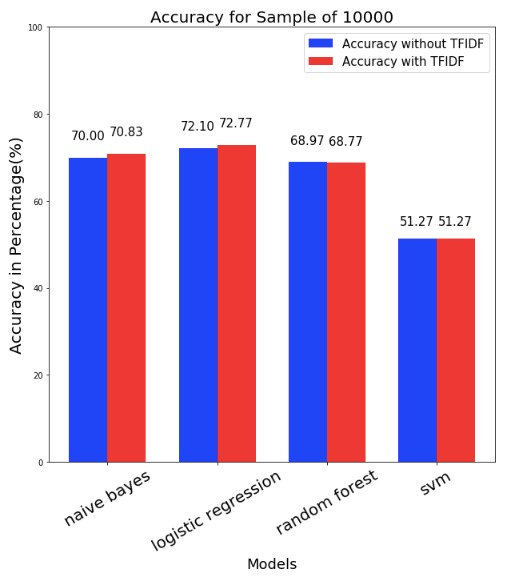 Accuracy for Sample of 10000
Accuracy without TFIDF
Accuracy with TFIDF
Accuracy in Percentage(%)
100
80
60
40
20
0
70.00 70.83
72.10 72.77
68.97 68.77
51.27 51.27
naive bayes
logistic regression
random forest
svm
Models